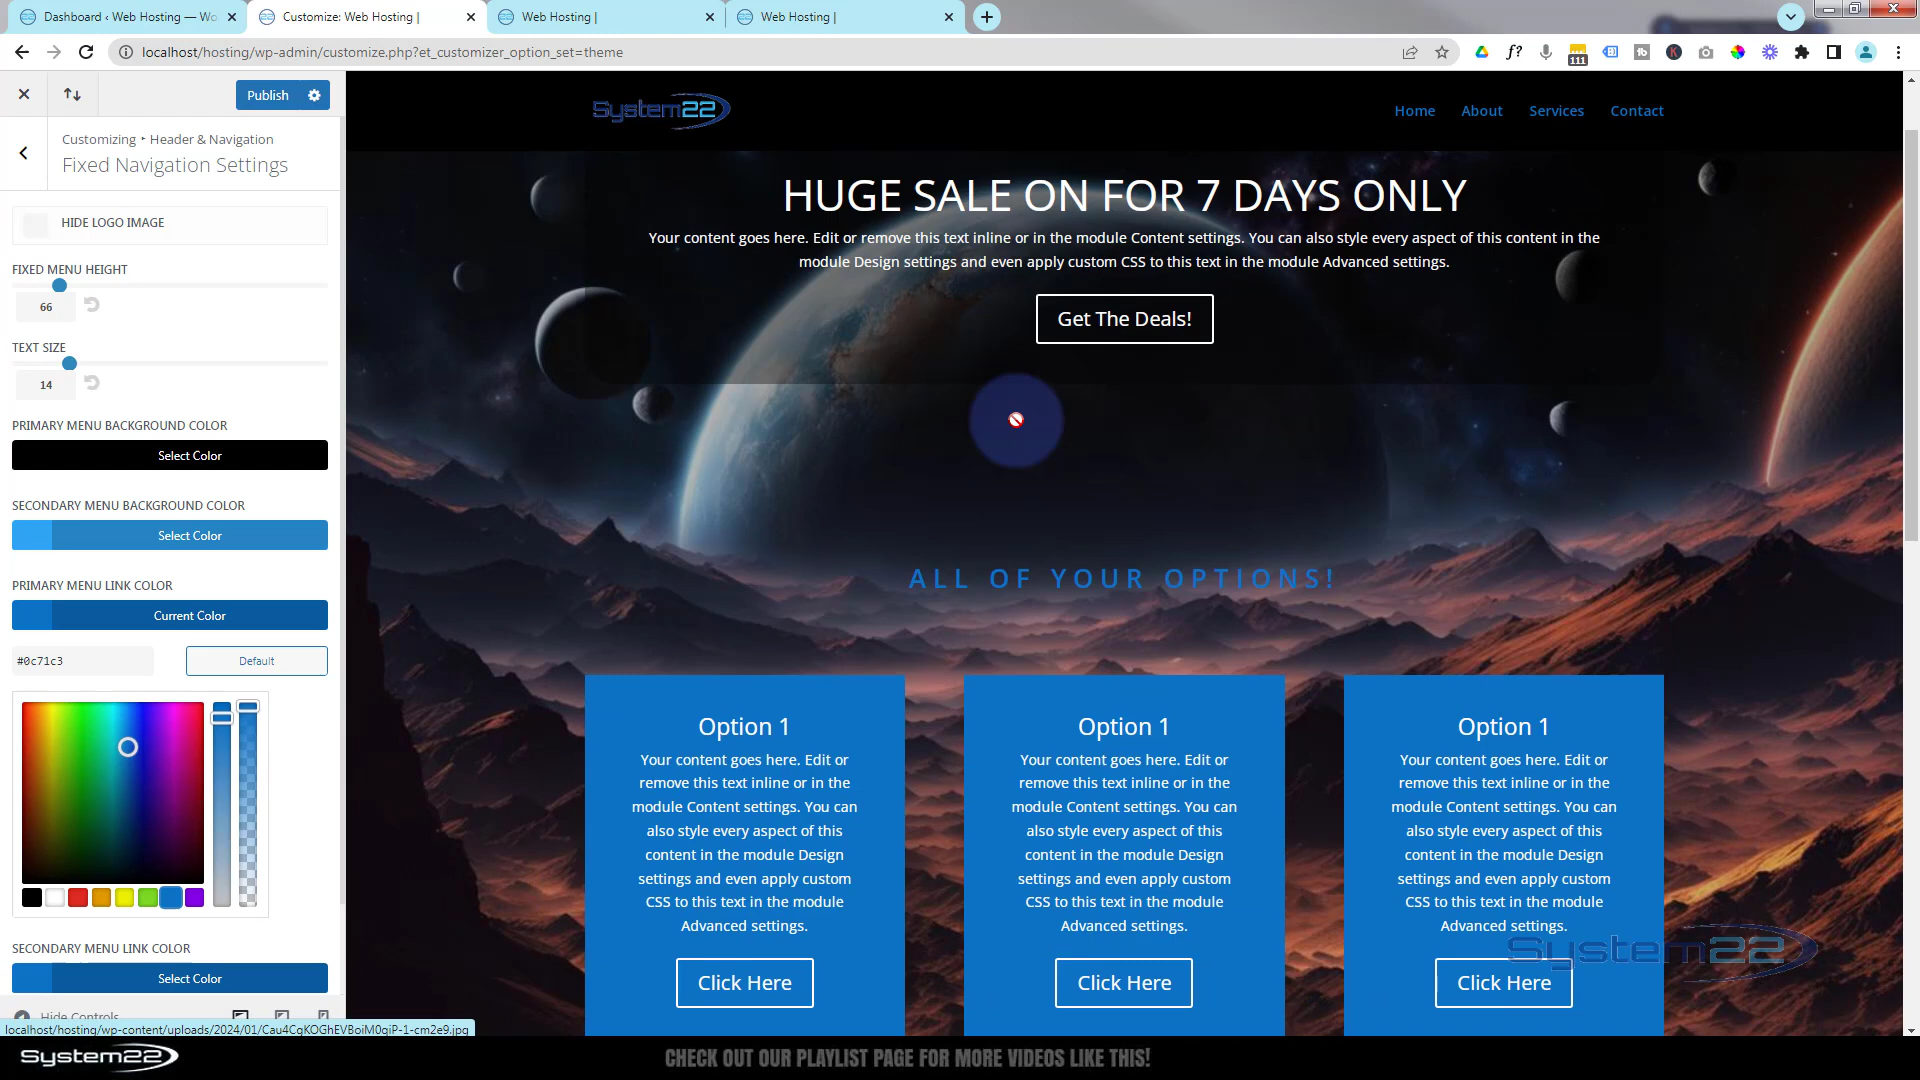 Dashboard ‹ Web Hosting — Wo
Customize: Web Hosting |
Web Hosting |
Web Hosting |
localhost/hosting/wp-admin/customize.php?et_customizer_option_set=theme
111
Publish
Customizing ▸ Header & Navigation
Fixed Navigation Settings
HIDE LOGO IMAGE
FIXED MENU HEIGHT
66
TEXT SIZE
14
PRIMARY MENU BACKGROUND COLOR
Select Color
SECONDARY MENU BACKGROUND COLOR
Select Color
PRIMARY MENU LINK COLOR
Current Color
#0c71c3
Default
SECONDARY MENU LINK COLOR
Select Color
Hide Controls
localhost/hosting/wp-content/uploads/2024/01/Cau4CgKOGhEVBoiM0qiP-1-cm2e9.jpg
System22
Home About Services Contact
HUGE SALE ON FOR 7 DAYS ONLY
Your content goes here. Edit or remove this text inline or in the module Content settings. You can also style every aspect of this content in the
module Design settings and even apply custom CSS to this text in the module Advanced settings.
Get The Deals!
ALL OF YOUR OPTIONS!
Option 1
Your content goes here. Edit or
remove this text inline or in the
module Content settings. You can
also style every aspect of this
content in the module Design
settings and even apply custom
CSS to this text in the module
Advanced settings.
Click Here
Option 1
Your content goes here. Edit or
remove this text inline or in the
module Content settings. You can
also style every aspect of this
content in the module Design
settings and even apply custom
CSS to this text in the module
Advanced settings.
Click Here
Option 1
Your content goes here. Edit or
remove this text inline or in the
module Content settings. You can
also style every aspect of this
content in the module Design
settings and even apply custom
CSS to this text in the module
Advanced settings.
Click Here
System22
System22
CHECK OUT OUR PLAYLIST PAGE FOR MORE VIDEOS LIKE THIS!